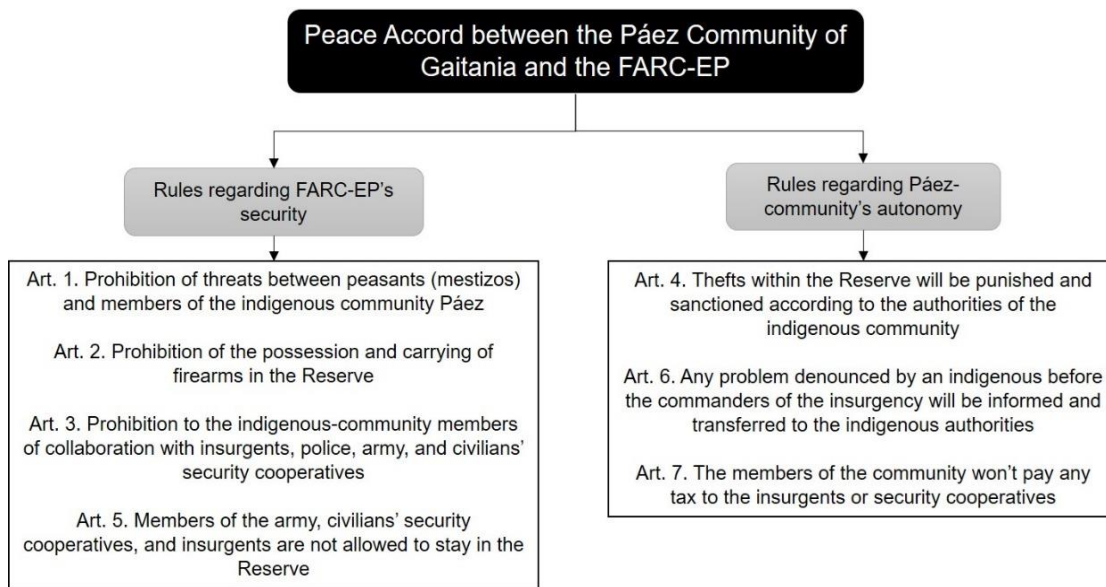 Peace Accord between the Páez Community of
Gaitania and the FARC-EP
Rules regarding FARC-EP's
security
Art. 1. Prohibition of threats between peasants (mestizos)
and members of the indigenous community Páez
Art. 2. Prohibition of the possession and carrying of
firearms in the Reserve
Art. 3. Prohibition to the indigenous-community members
of collaboration with insurgents, police, army, and civilians'
security cooperatives
Art. 5. Members of the army, civilians' security
cooperatives, and insurgents are not allowed to stay in the
Reserve
Rules regarding Páez-
community's autonomy
Art. 4. Thefts within the Reserve will be punished and
sanctioned according to the authorities of the
indigenous community
Art. 6. Any problem denounced by an indigenous before
the commanders of the insurgency will be informed and
transferred to the indigenous authorities
Art. 7. The members of the community won't pay any
tax to the insurgents or security cooperatives